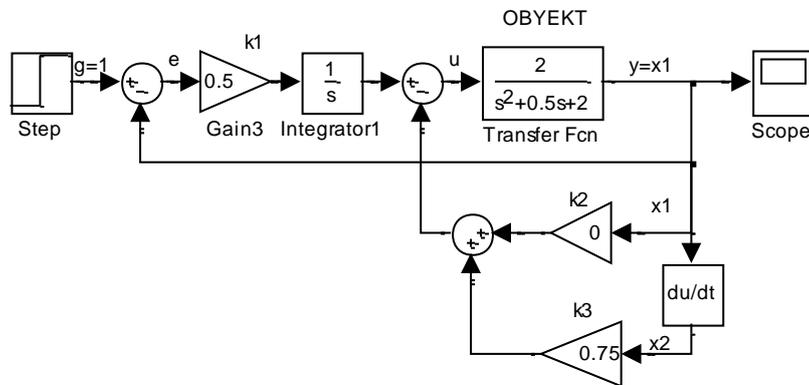 OBYEKT
g=1
e
k1
0.5
1
s
u
2
s2+0.5s+2
y=x1
Step
Gain3
Integrator1
Transfer Fcn
Scope
k2
0
x1
du/dt
k3
0.75
x2